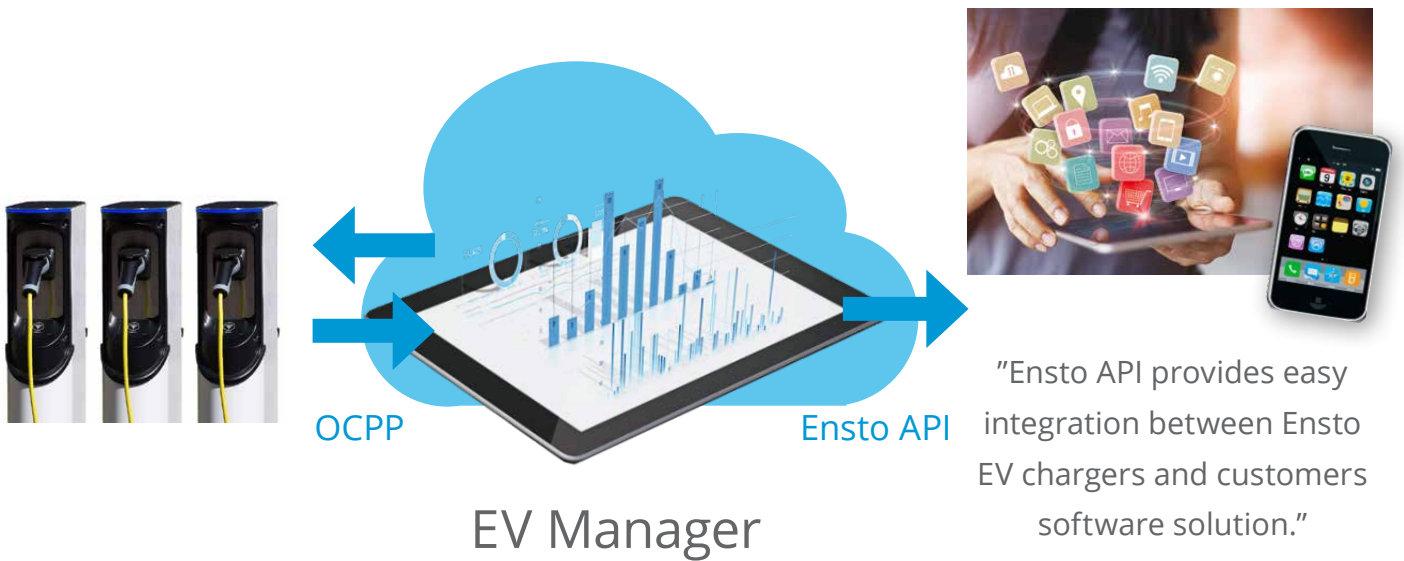 OCPP
Ensto API
EV Manager
”Ensto API provides easy
integration between Ensto
EV chargers and customers
software solution.”